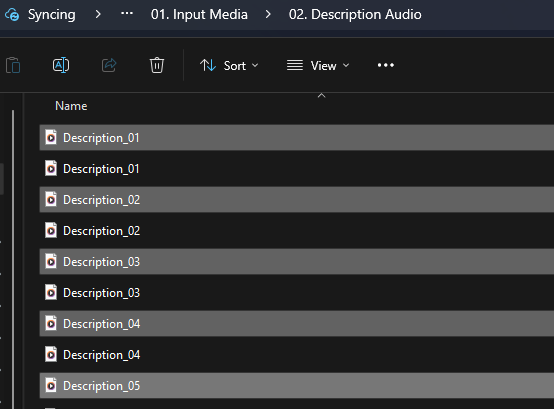 Syncing > ... 01. Input Media > 02. Description Audio
Sort View ...
Name
Description_01
Description_01
Description_02
Description_02
Description_03
Description_03
Description_04
Description_04
Description_05